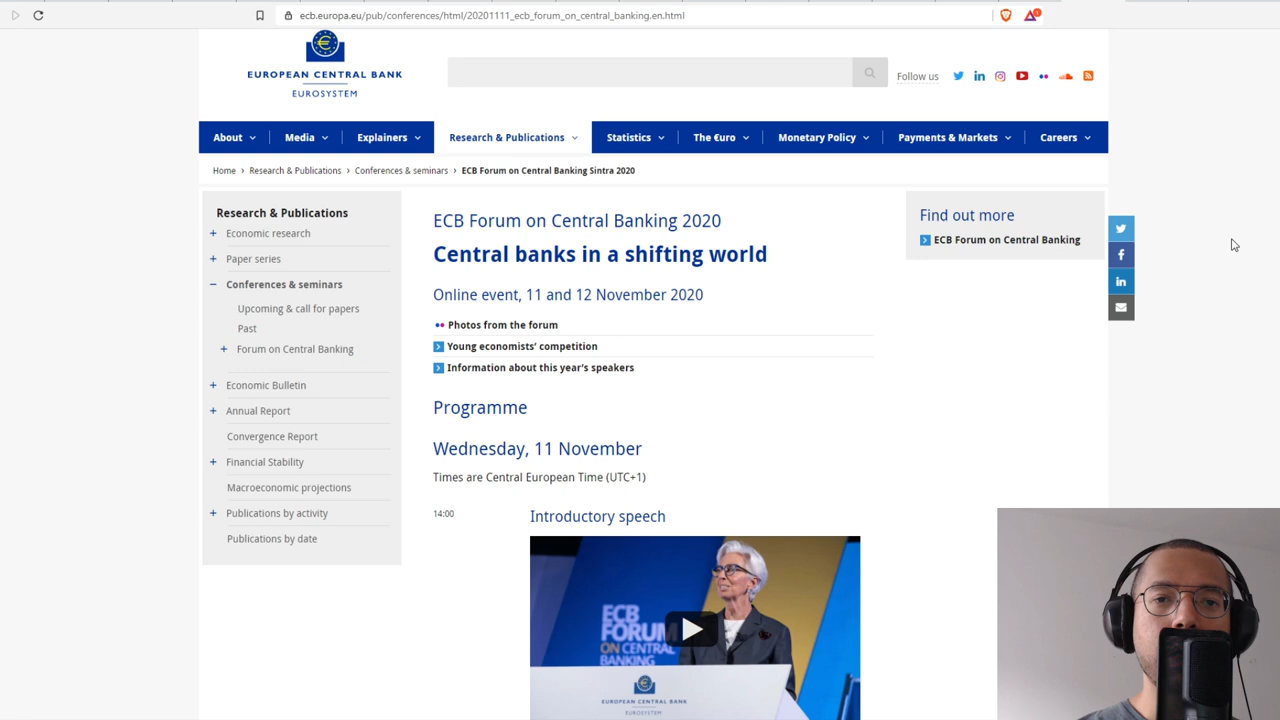 ecb.europa.eu/pub/conferences/html/20201111_ecb_forum_on_central_banking.en.html
1
EUROPEAN CENTRAL BANK
EUROSYSTEM
Follow us
About
Media
Explainers
Research & Publications
Statistics
The €uro
Monetary Policy
Payments & Markets
Careers
Home › Research & Publications › Conferences & seminars › ECB Forum on Central Banking Sintra 2020
Research & Publications
+ Economic research
+ Paper series
− Conferences & seminars
Upcoming & call for papers
Past
+ Forum on Central Banking
+ Economic Bulletin
+ Annual Report
Convergence Report
+ Financial Stability
Macroeconomic projections
+ Publications by activity
Publications by date
ECB Forum on Central Banking 2020
Central banks in a shifting world
Online event, 11 and 12 November 2020
Photos from the forum
Young economists’ competition
Information about this year’s speakers
Programme
Wednesday, 11 November
Times are Central European Time (UTC+1)
14:00
Introductory speech
ECB
FORUM
ON CENTRAL
BANKING
EUROPEAN CENTRAL BANK
EUROSYSTEM
Find out more
ECB Forum on Central Banking